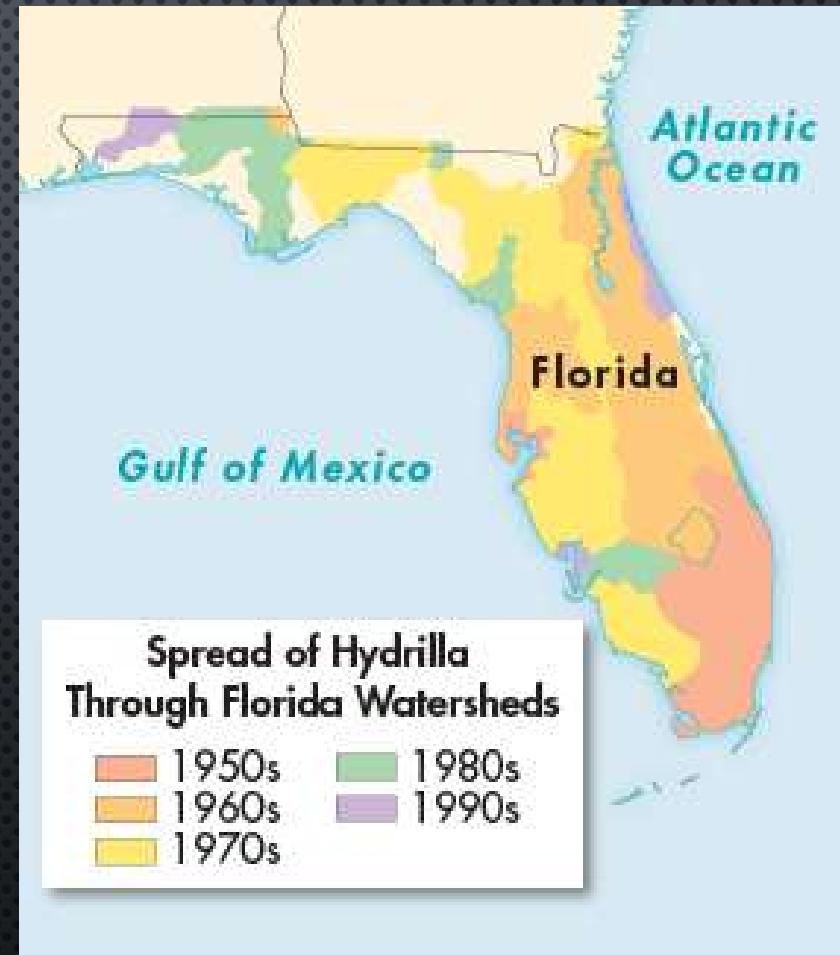 Atlantic
Ocean
Florida
Gulf of Mexico
Spread of Hydrilla
Through Florida Watersheds
1950s
1960s
1970s
1980s
1990s